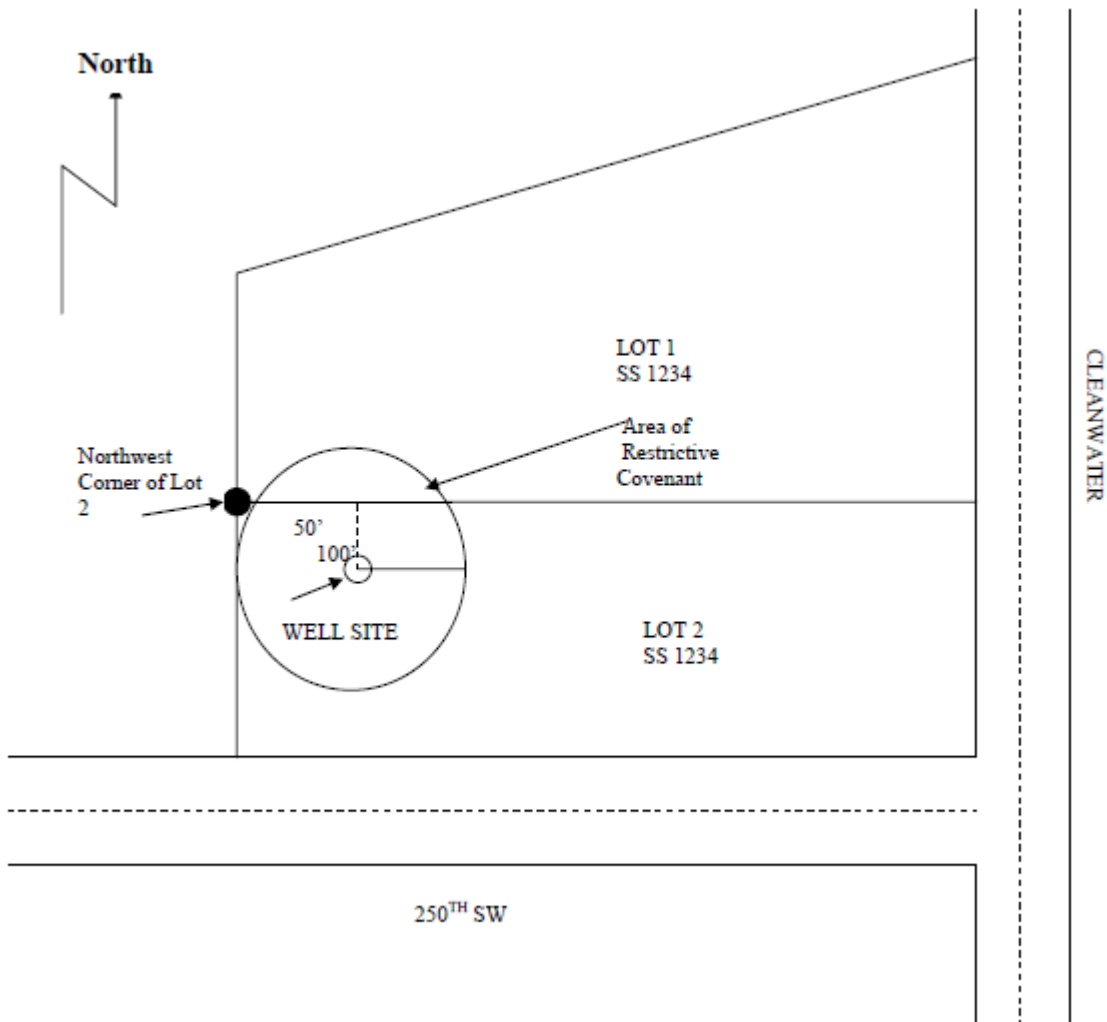 North
LOT 1
SS 1234
CLEANWATER
Area of
Restrictive
Covenant
Northwest
Corner of Lot
2
50’
100’
WELL SITE
LOT 2
SS 1234
250TH SW